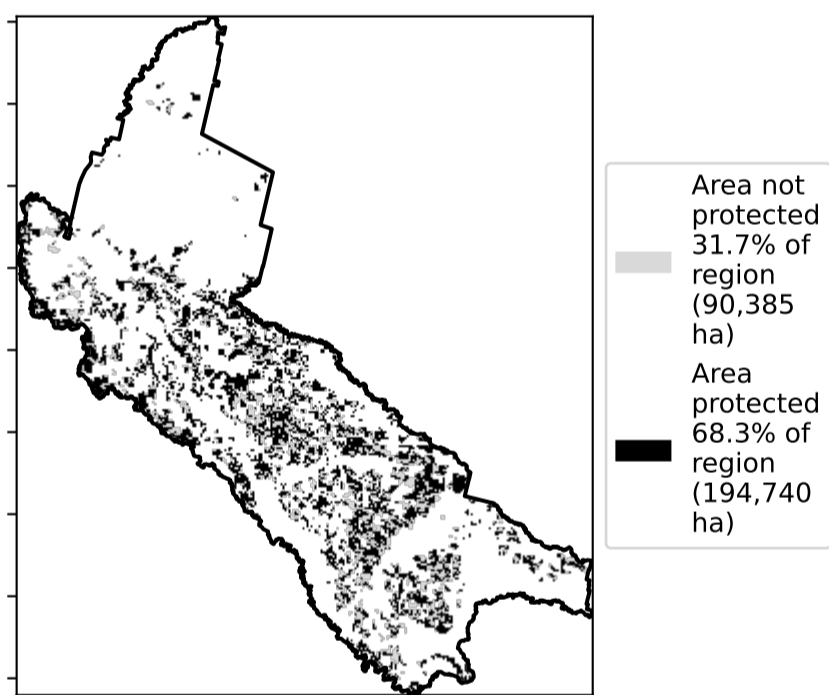 Area not
protected
31.7% of
region
(90,385
ha)
Area
protected
68.3% of
region
(194,740
ha)